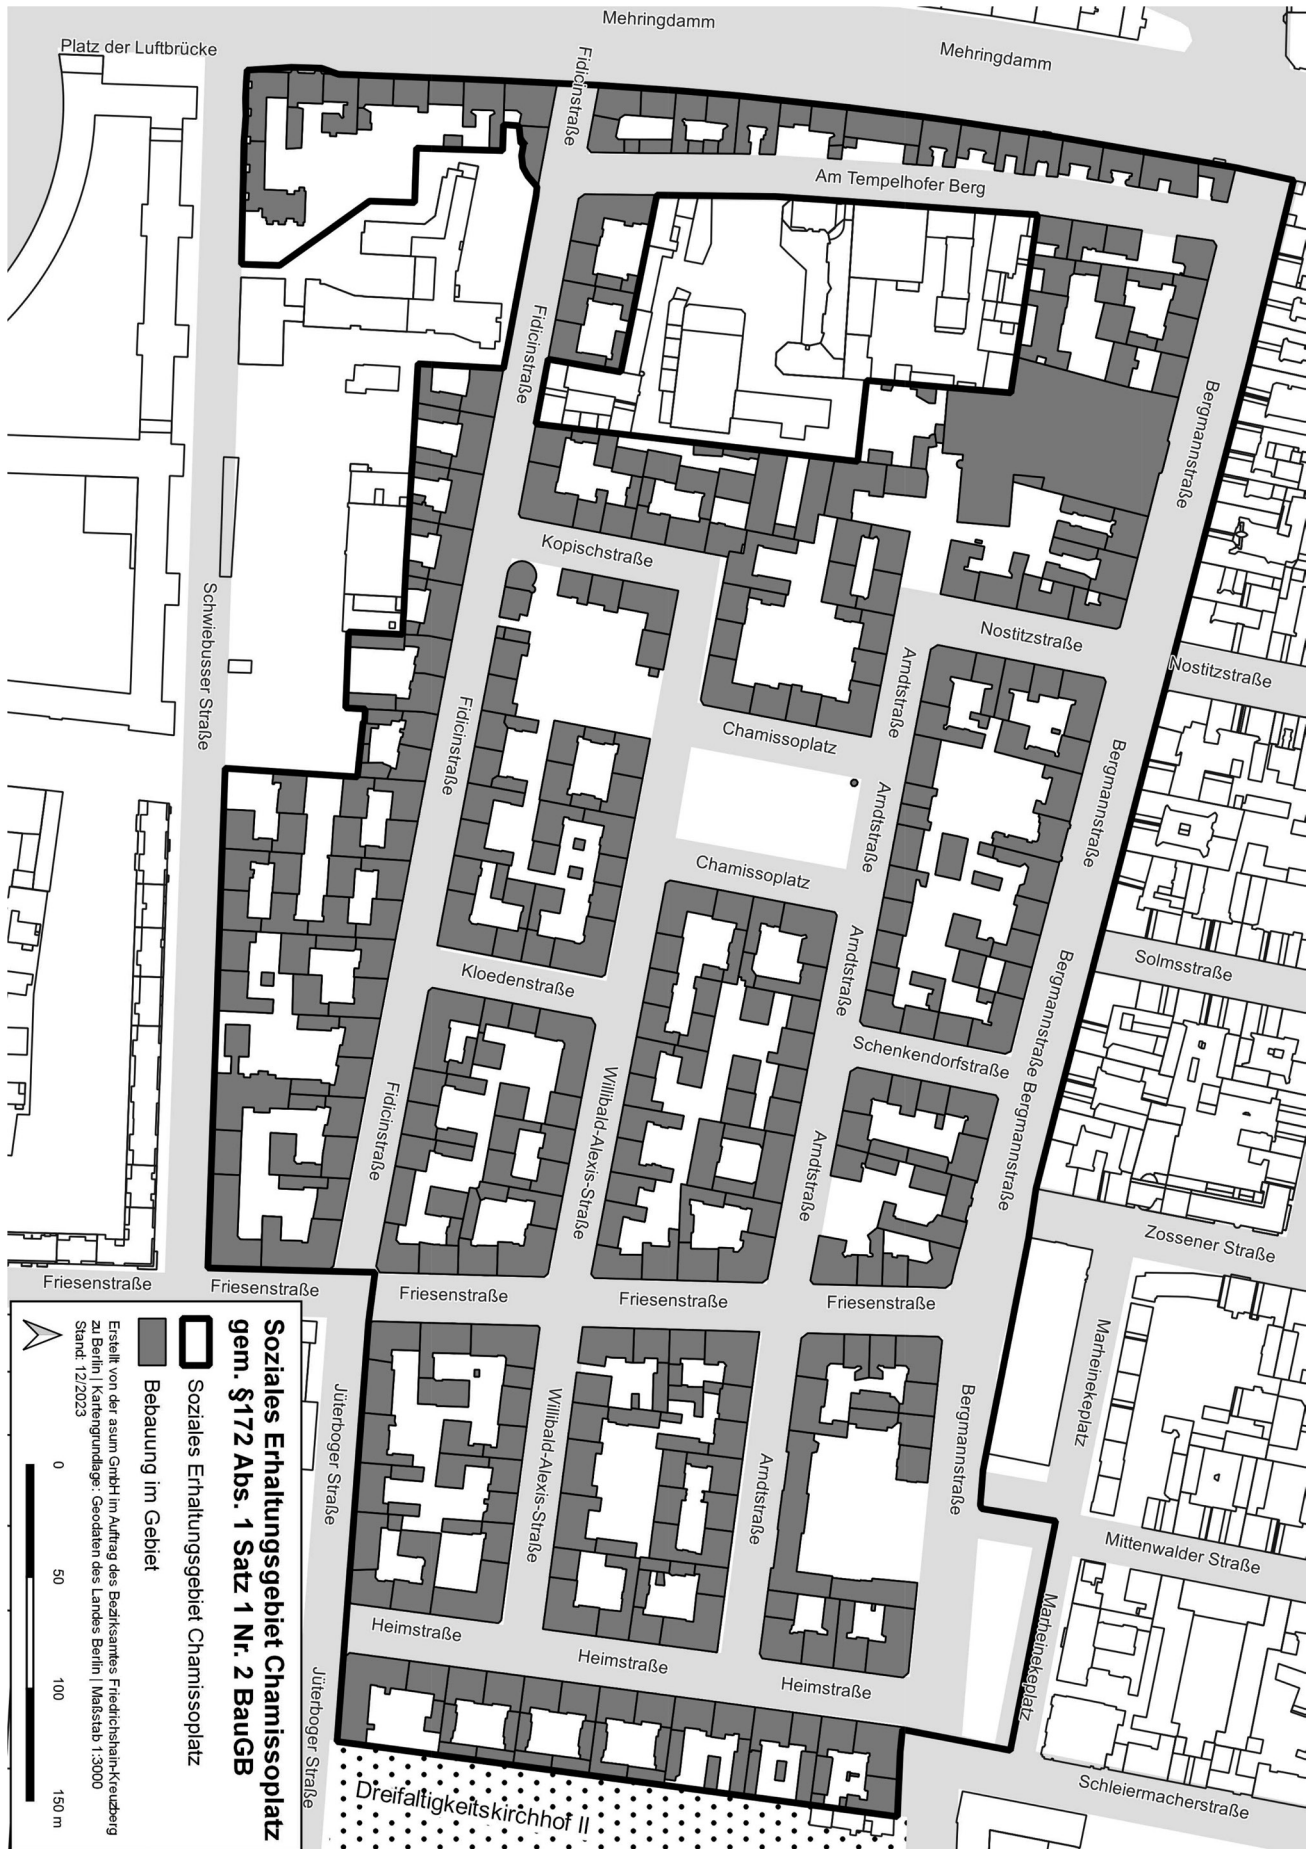 Mehringdamm
Mehringdamm
Platz der Luftbrücke
Fidicinstraße
Am Tempelhofer Berg
Fidicinstraße
Bergmannstraße
Kopischstraße
Schwiebusser Straße
Nostitzstraße
Nostitzstraße
Arndtstraße
Fidicinstraße
Chamissoplatz
Bergmannstraße
Arndtstraße
Chamissoplatz
Arndtstraße
Solmsstraße
Bergmannstraße
Kloedenstraße
Schenkendorfstraße
Bergmannstraße
Fidicinstraße
Willibald-Alexis-Straße
Arndtstraße
Zossener Straße
Friesenstraße
Friesenstraße
Friesenstraße
Friesenstraße
Friesenstraße
Marheinekeplatz
Jüterboger Straße
Willibald-Alexis-Straße
Arndtstraße
Bergmannstraße
Mittenwalder Straße
Heimstraße
Heimstraße
Heimstraße
Marheinekeplatz
Jüterboger Straße
Schleiermacherstraße
Dreifaltigkeitskirchhof II
Soziales Erhaltungsgebiet Chamissoplatz
gem. §172 Abs. 1 Satz 1 Nr. 2 BauGB
Soziales Erhaltungsgebiet Chamissoplatz
Bebauung im Gebiet
Erstellt von der asum GmbH im Auftrag des Bezirksamtes Friedrichshain-Kreuzberg
zu Berlin | Kartengrundlage: Geodaten des Landes Berlin | Maßstab 1:3000
Stand: 12/2023
0 50 100 150 m